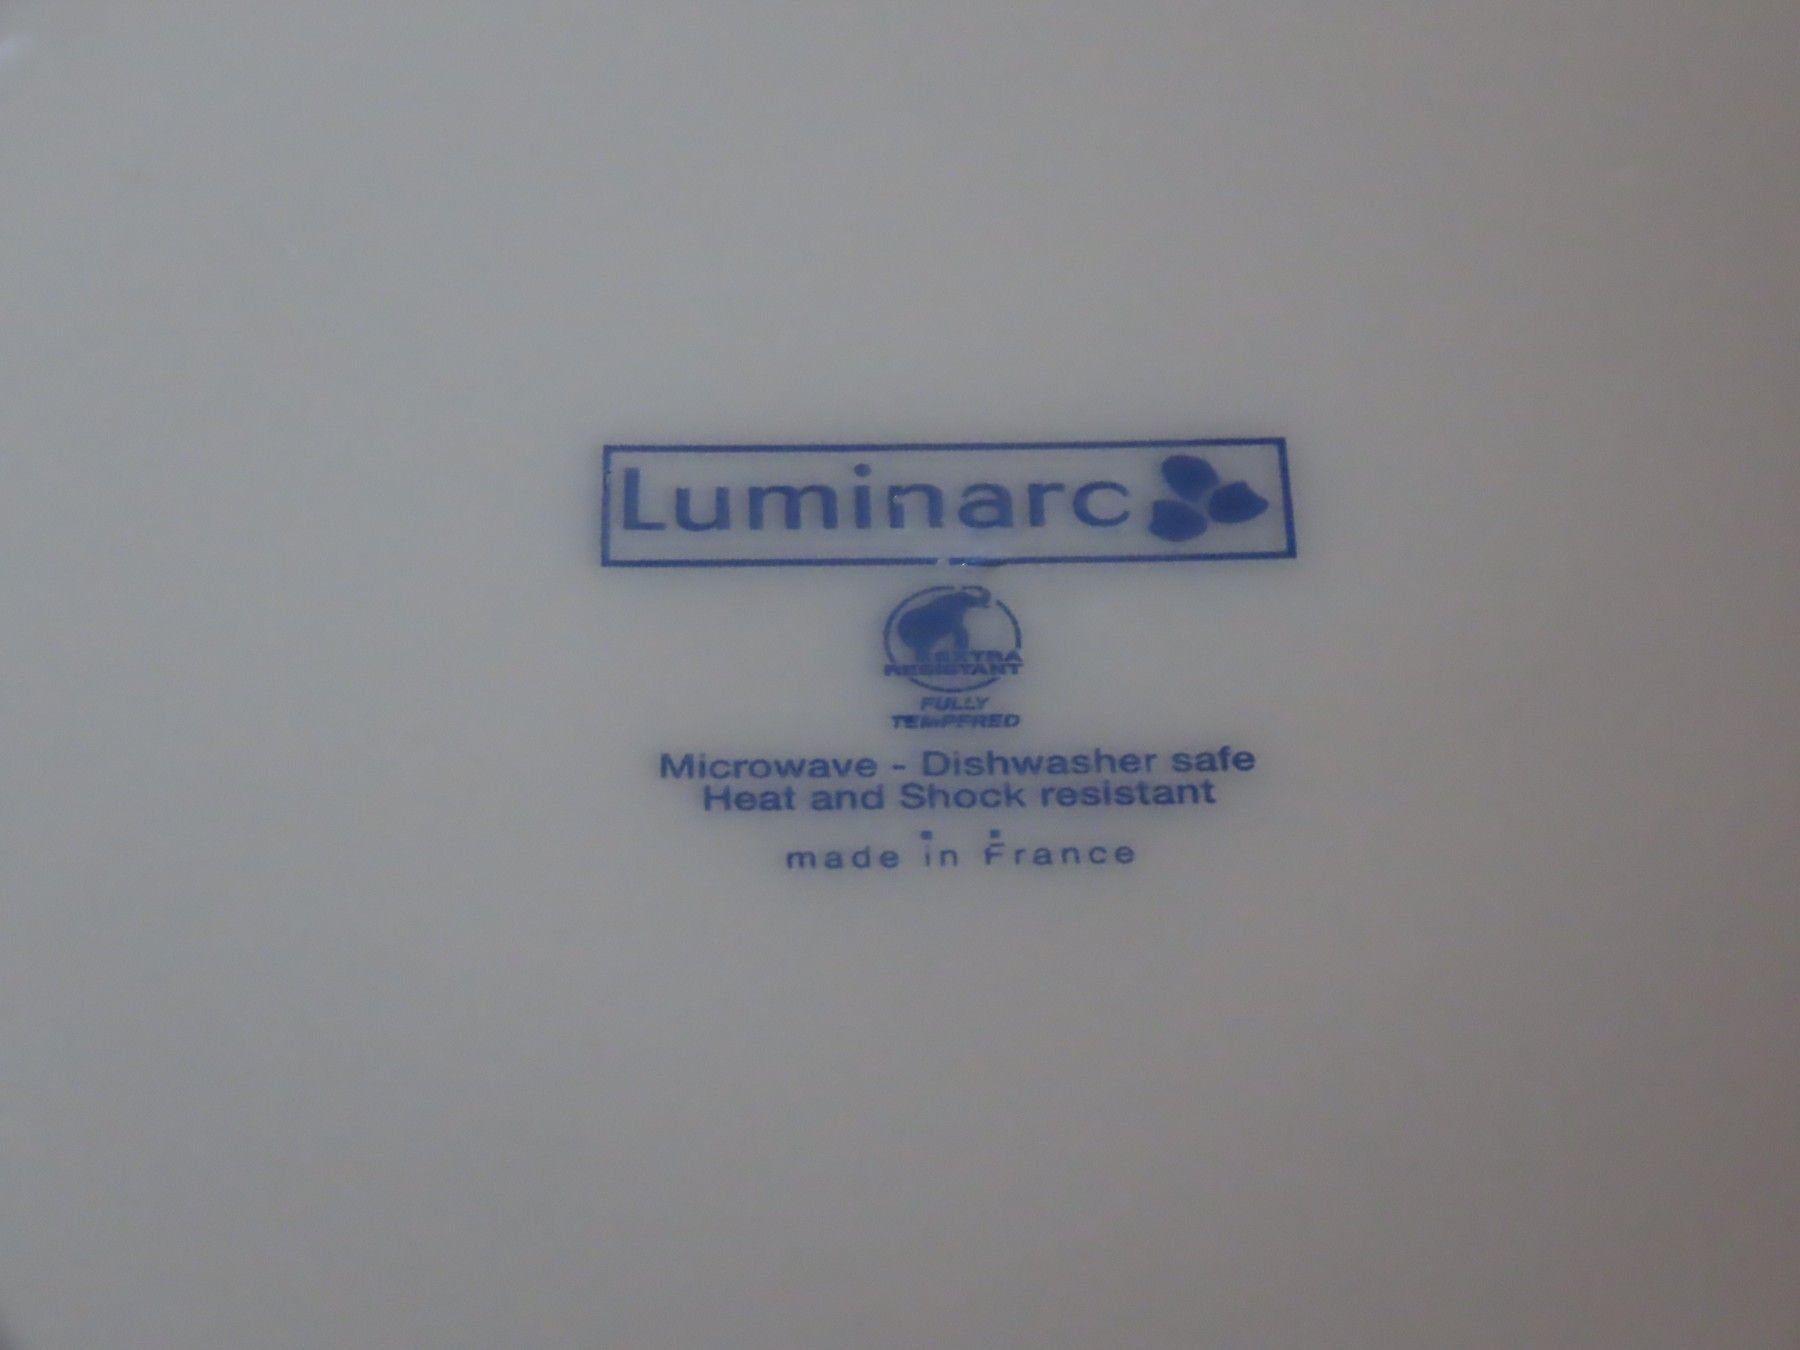 Luminarc
EXTRA
RESISTANT
FULLY
TEMPERED
Microwave - Dishwasher safe
Heat and Shock resistant
made in France